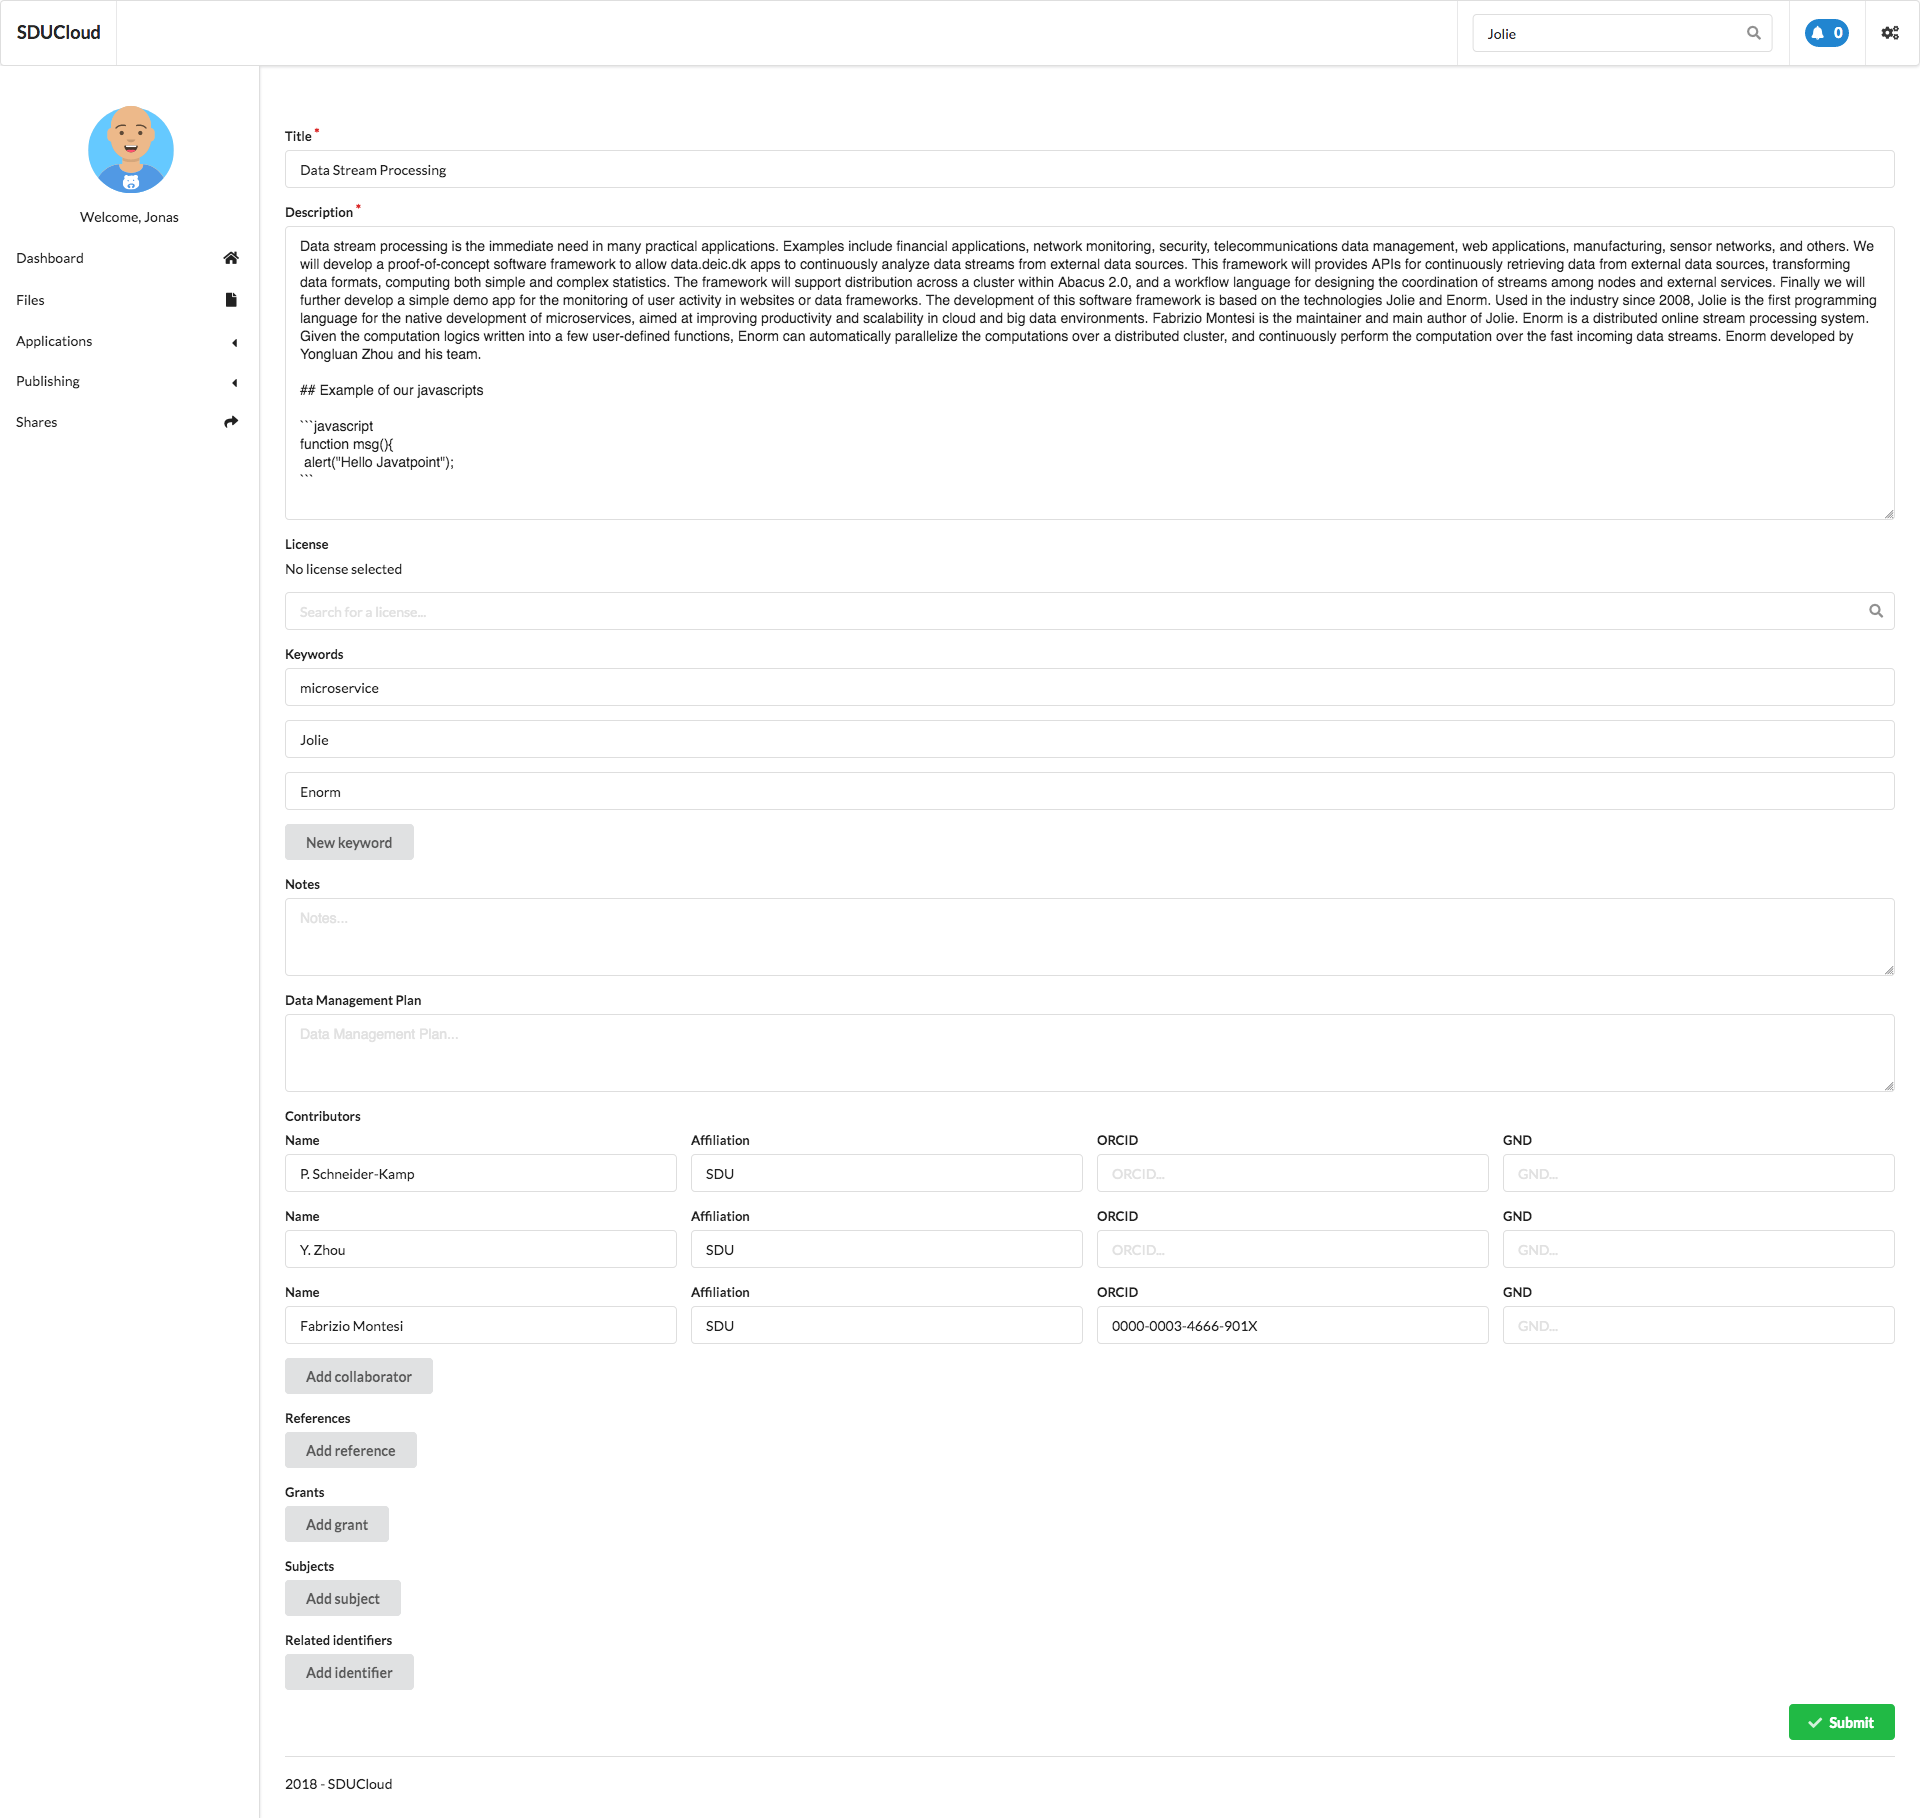 SDUCloud
Jolie
0
Welcome, Jonas
Dashboard
Files
Applications
Publishing
Shares
Title *
Data Stream Processing
Description *
Data stream processing is the immediate need in many practical applications. Examples include financial applications, network monitoring, security, telecommunications data management, web applications, manufacturing, sensor networks, and others. We
will develop a proof-of-concept software framework to allow data.deic.dk apps to continuously analyze data streams from external data sources. This framework will provides APIs for continuously retrieving data from external data sources, transforming
data formats, computing both simple and complex statistics. The framework will support distribution across a cluster within Abacus 2.0, and a workflow language for designing the coordination of streams among nodes and external services. Finally we will
further develop a simple demo app for the monitoring of user activity in websites or data frameworks. The development of this software framework is based on the technologies Jolie and Enorm. Used in the industry since 2008, Jolie is the first programming
language for the native development of microservices, aimed at improving productivity and scalability in cloud and big data environments. Fabrizio Montesi is the maintainer and main author of Jolie. Enorm is a distributed online stream processing system.
Given the computation logics written into a few user-defined functions, Enorm can automatically parallelize the computations over a distributed cluster, and continuously perform the computation over the fast incoming data streams. Enorm developed by
Yongluan Zhou and his team.
## Example of our javascripts
```javascript
function msg(){
alert("Hello Javatpoint");
```
License
No license selected
Search for a license...
Keywords
microservice
Jolie
Enorm
New keyword
Notes
Notes...
Data Management Plan
Data Management Plan...
Contributors
Name Affiliation ORCID GND
P. Schneider-Kamp SDU ORCID... GND...
Name Affiliation ORCID GND
Y. Zhou SDU ORCID... GND...
Name Affiliation ORCID GND
Fabrizio Montesi SDU 0000-0003-4666-901X GND...
Add collaborator
References
Add reference
Grants
Add grant
Subjects
Add subject
Related identifiers
Add identifier
Submit
2018 - SDUCloud